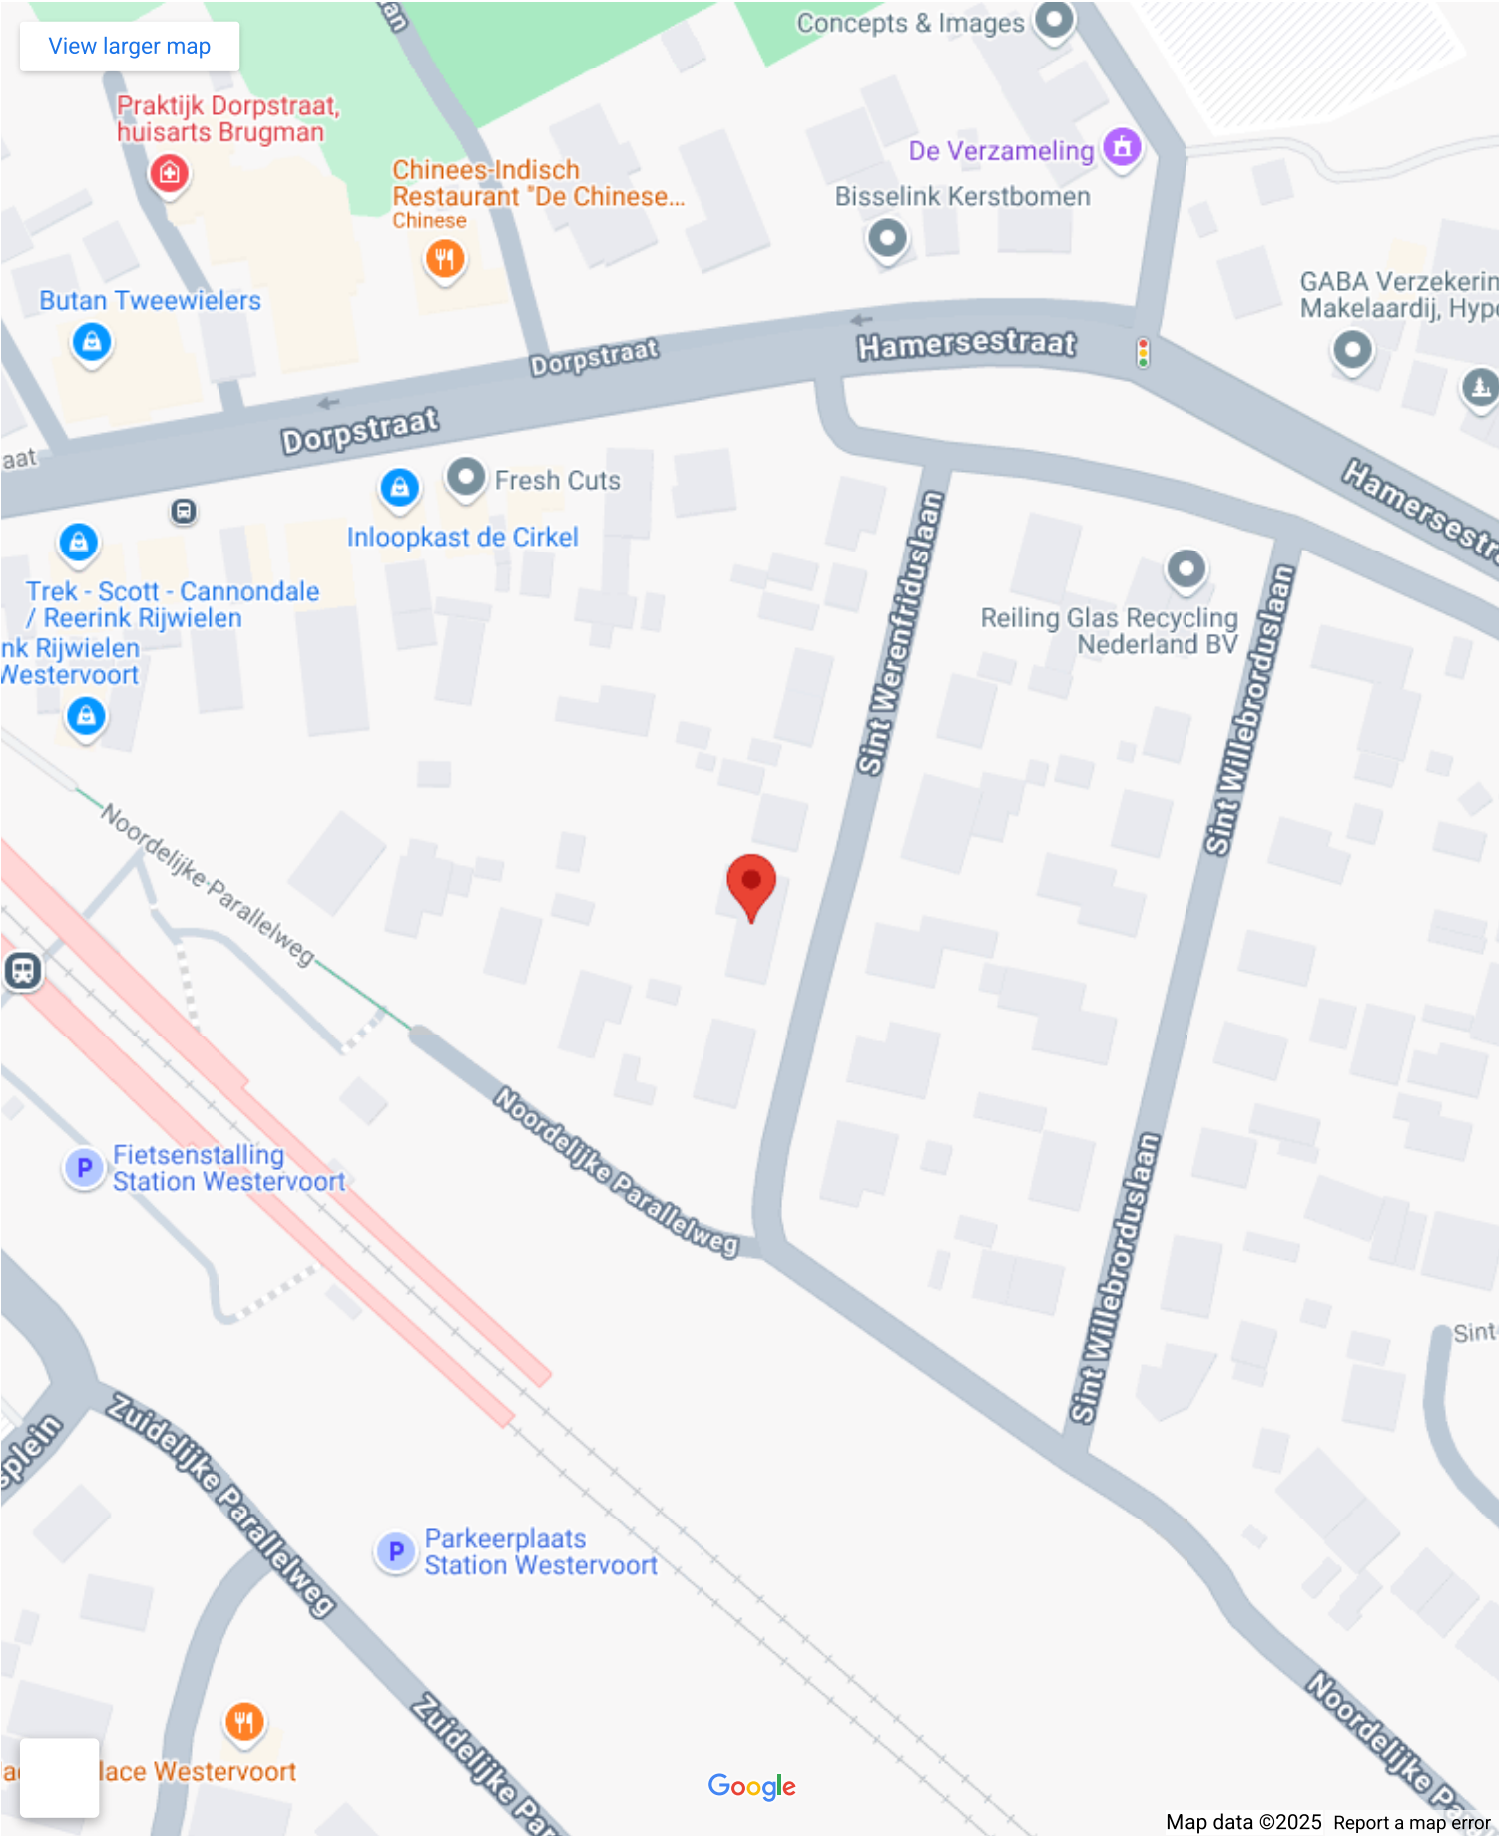 View larger map
Concepts & Images
Praktijk Dorpstraat,
huisarts Brugman
De Verzameling
Chinees-Indisch
Restaurant "De Chinese...
Chinese
Bisselink Kerstbomen
GABA Verzekerin
Makelaardij, Hypo
Butan Tweewielers
Hamersestraat
Dorpstraat
Dorpstraat
aat
Hamersestra
Fresh Cuts
Inloopkast de Cirkel
Trek - Scott - Cannondale
/ Reerink Rijwielen
nk Rijwielen
Westervoort
Sint Werenfriduslaan
Reiling Glas Recycling
Nederland BV
Sint Willebrorduslaan
Noordelijke Parallelweg
Noordelijke Parallelweg
Fietsenstalling
Station Westervoort
P
Sint Willebrorduslaan
Sint
Zuidelijke Parallelweg
splein
P
Parkeerplaats
Station Westervoort
Noordelijke Para
Zuidelijke Par
lace Westervoort
Google
Map data ©2025 Report a map error